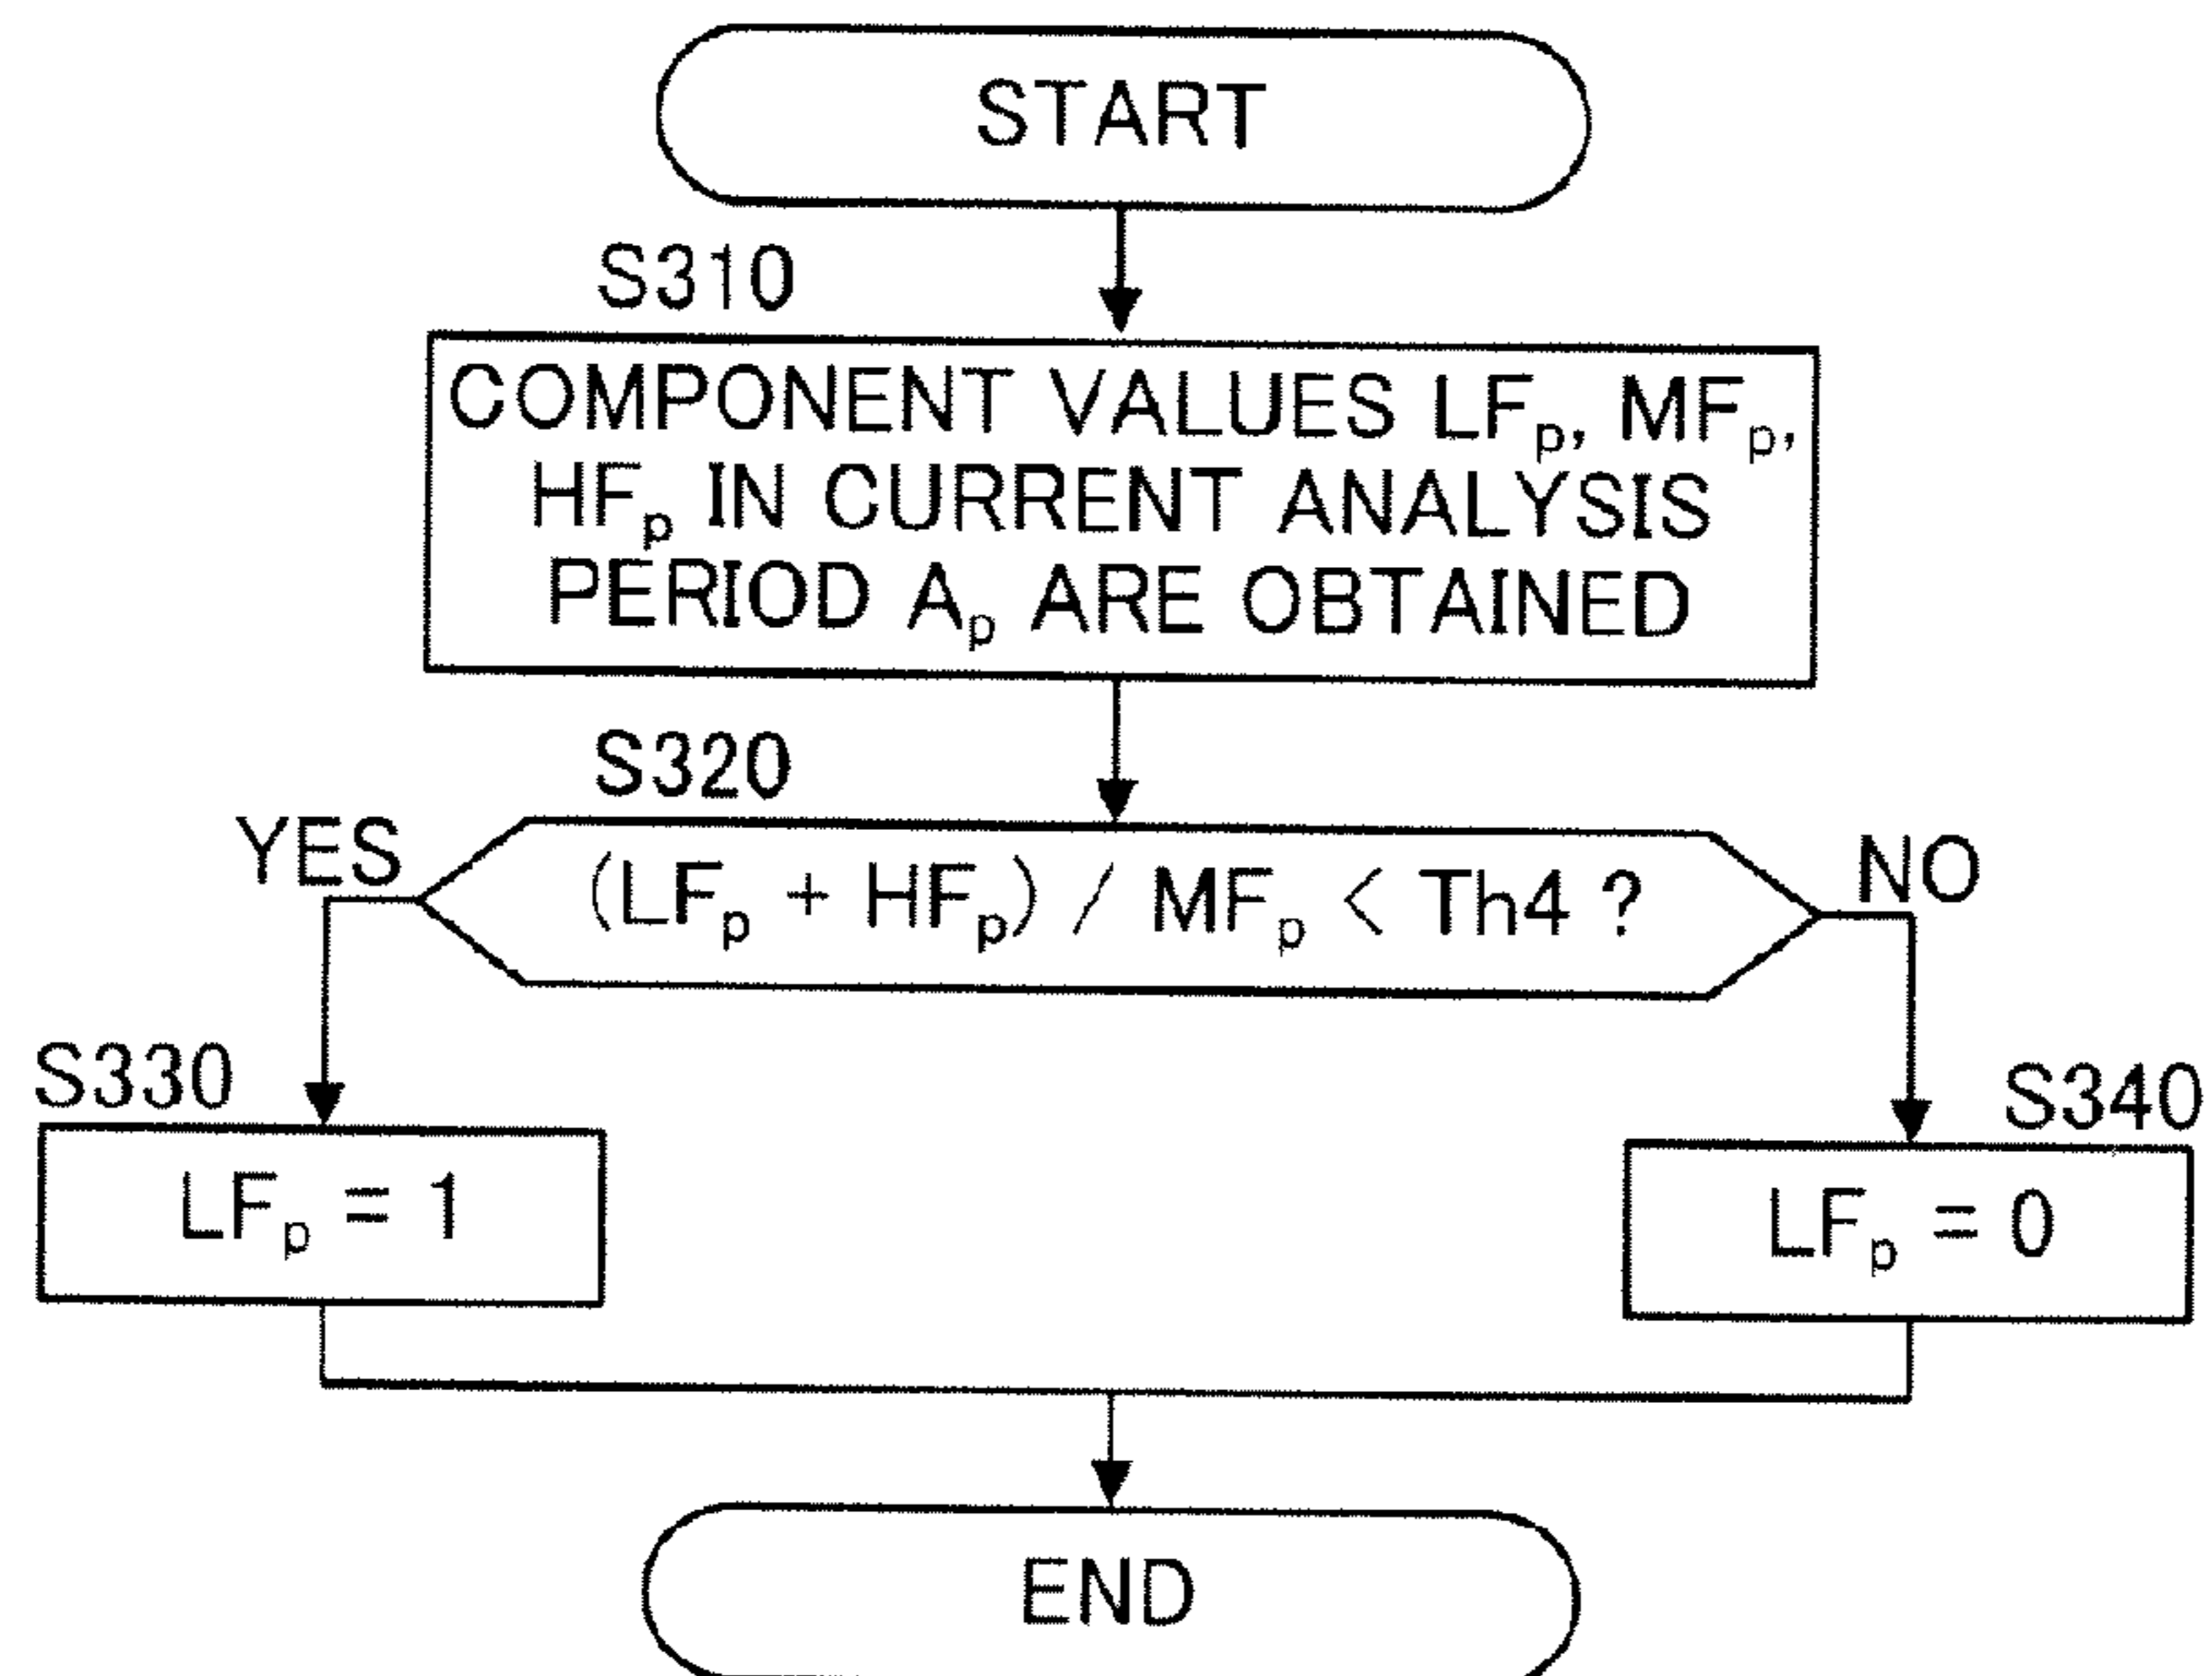 START
S310
COMPONENT VALUES LFₚ, MFₚ,
HFₚ IN CURRENT ANALYSIS
PERIOD Aₚ ARE OBTAINED
S320
YES
(LFₚ + HFₚ) / MFₚ < Th4 ?
NO
S330
LFₚ = 1
S340
LFₚ = 0
END